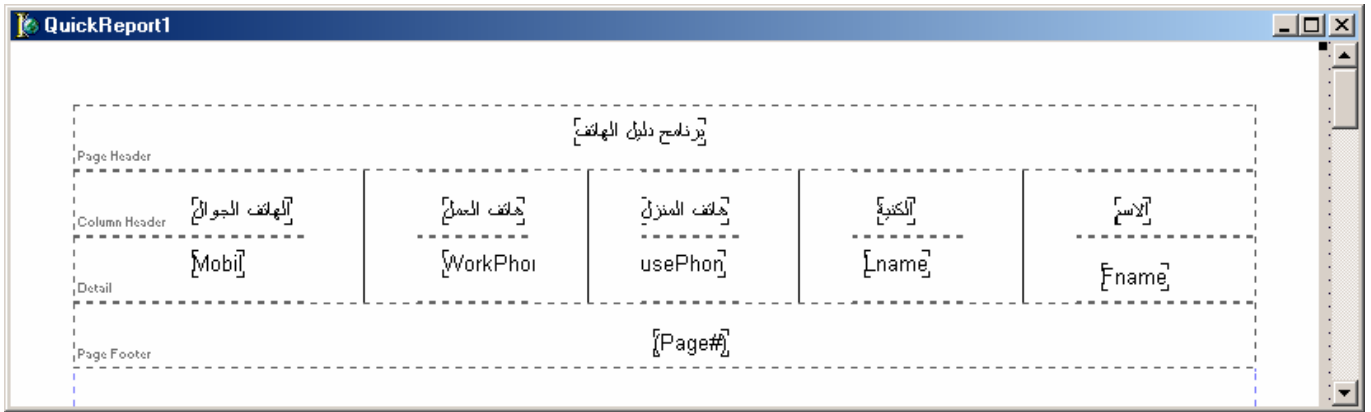 QuickReport1
برنامج دليل الهاتف
Page Header
الاسم الكنية هاتف المنزل هاتف العمل الهاتف الجوال
Column Header
Fname Lname usePhon WorkPhor Mobil
Detail
(Page#)
Page Footer